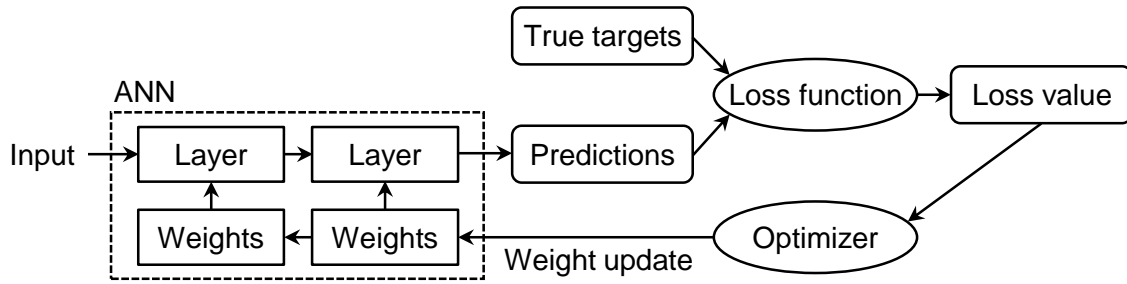 True targets
Loss function
Loss value
ANN
Input
Layer
Layer
Predictions
Weights
Weights
Weight update
Optimizer